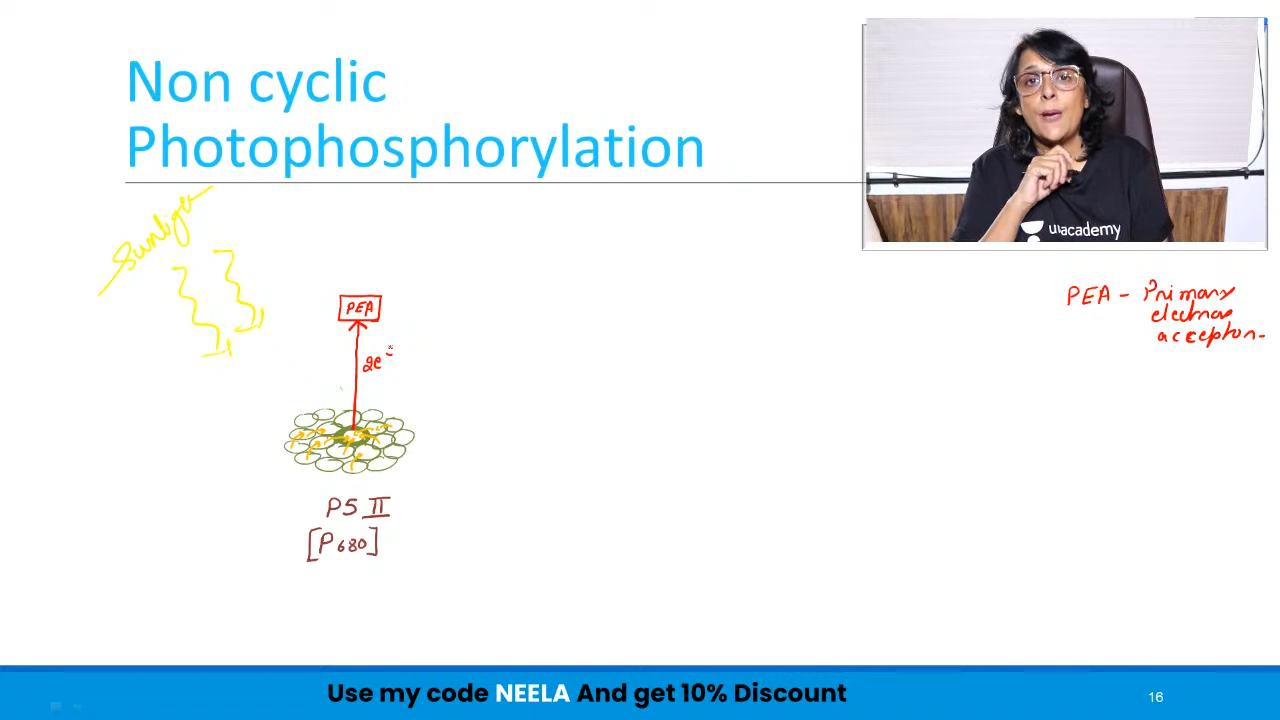 Non cyclic
Photophosphorylation
unacademy
Sunlight
PEA
PEA - Primary
electron
acceptor
2e⁻
PS II
[P680]
Use my code NEELA And get 10% Discount
16